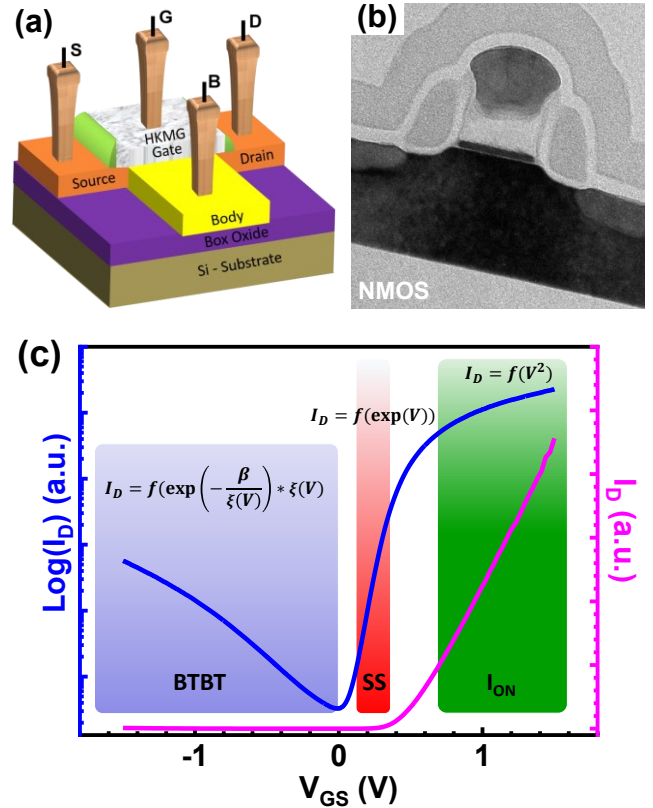 (a)
G
D
S
B
HKMG
Gate
Source
Drain
Body
Box Oxide
Si - Substrate
(b)
NMOS
(c)
I_D = f(V^2)
I_D = f(exp(V))
I_D = f(exp(-β/ξ(V)) * ξ(V)
BTBT
SS
I_ON
Log(I_D) (a.u.)
I_D (a.u.)
-1 0 1
V_GS (V)